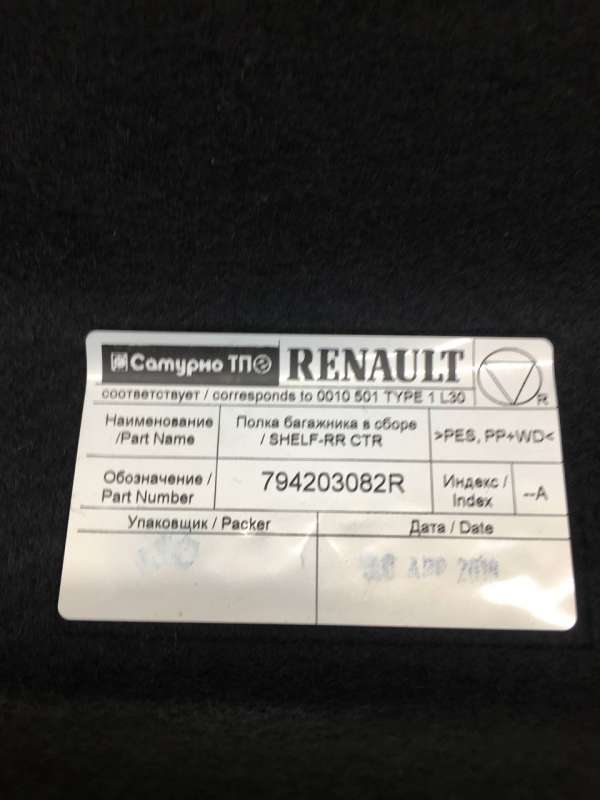 Сатурно ТП
RENAULT
R
соответствует / corresponds to 0010 501 TYPE 1 L30
Наименование
/Part Name
Полка багажника в сборе
/ SHELF-RR CTR
>PES, PP+WD<
Обозначение /
Part Number
794203082R
Индекс /
Index
--A
Упаковщик / Packer
Дата / Date